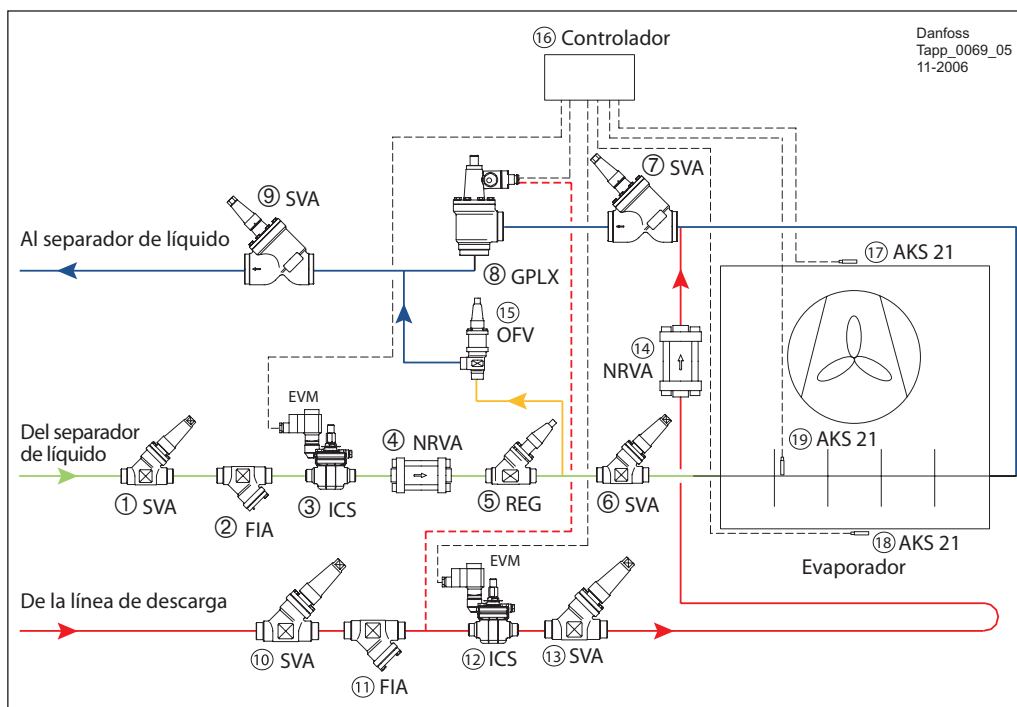 Danfoss
Tapp_0069_05
11-2006
⑯ Controlador
⑦ SVA
⑨ SVA
Al separador de líquido
⑰ AKS 21
⑧ GPLX
⑮
OFV
⑭
NRVA
EVM
④ NRVA
⑲ AKS 21
Del separador
de líquido
① SVA
② FIA
③ ICS
⑤ REG
⑥ SVA
⑱ AKS 21
Evaporador
EVM
De la línea de descarga
⑩ SVA
⑪ FIA
⑫ ICS
⑬ SVA